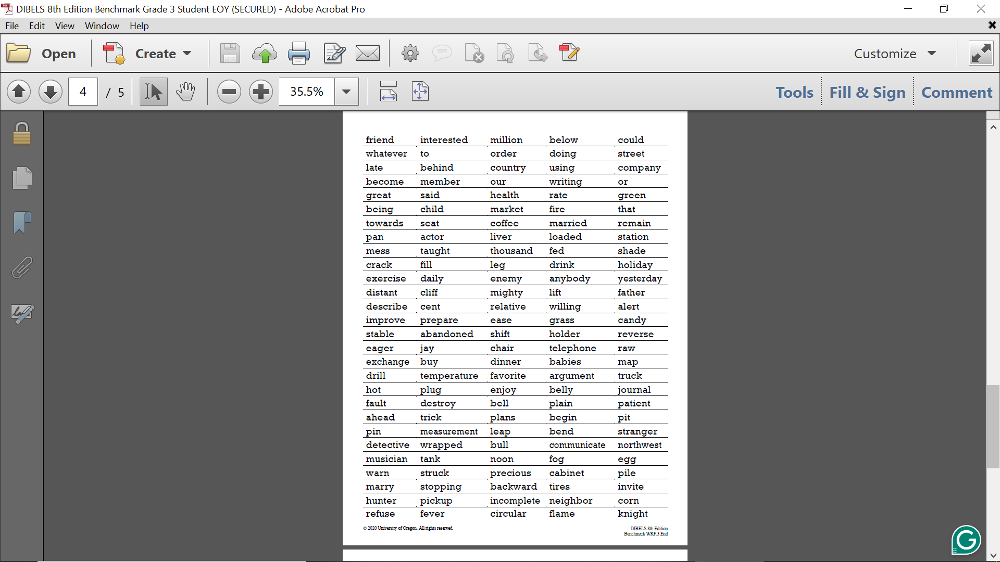 DIBELS 8th Edition Benchmark Grade 3 Student EOY (SECURED) - Adobe Acrobat Pro
File Edit View Window Help
Open Create Customize
4 / 5 35.5% Tools Fill & Sign Comment
friend interested million below could
whatever to order doing street
late behind country using company
become member our writing or
great said health rate green
being child market fire that
towards seat coffee married remain
pan actor liver loaded station
mess taught thousand fed shade
crack fill leg drink holiday
exercise daily enemy anybody yesterday
distant cliff mighty lift father
describe cent relative willing alert
improve prepare ease grass candy
stable abandoned shift holder reverse
eager jay chair telephone raw
exchange buy dinner babies map
drill temperature favorite argument truck
hot plug enjoy belly journal
fault destroy bell plain patient
ahead trick plans begin pit
pin measurement leap bend stranger
detective wrapped bull communicate northwest
musician tank noon fog egg
warn struck precious cabinet pile
marry stopping backward tires invite
hunter pickup incomplete neighbor corn
refuse fever circular flame knight
© 2020 University of Oregon. All rights reserved. DIBELS 8th Edition
Benchmark WRF.3.End